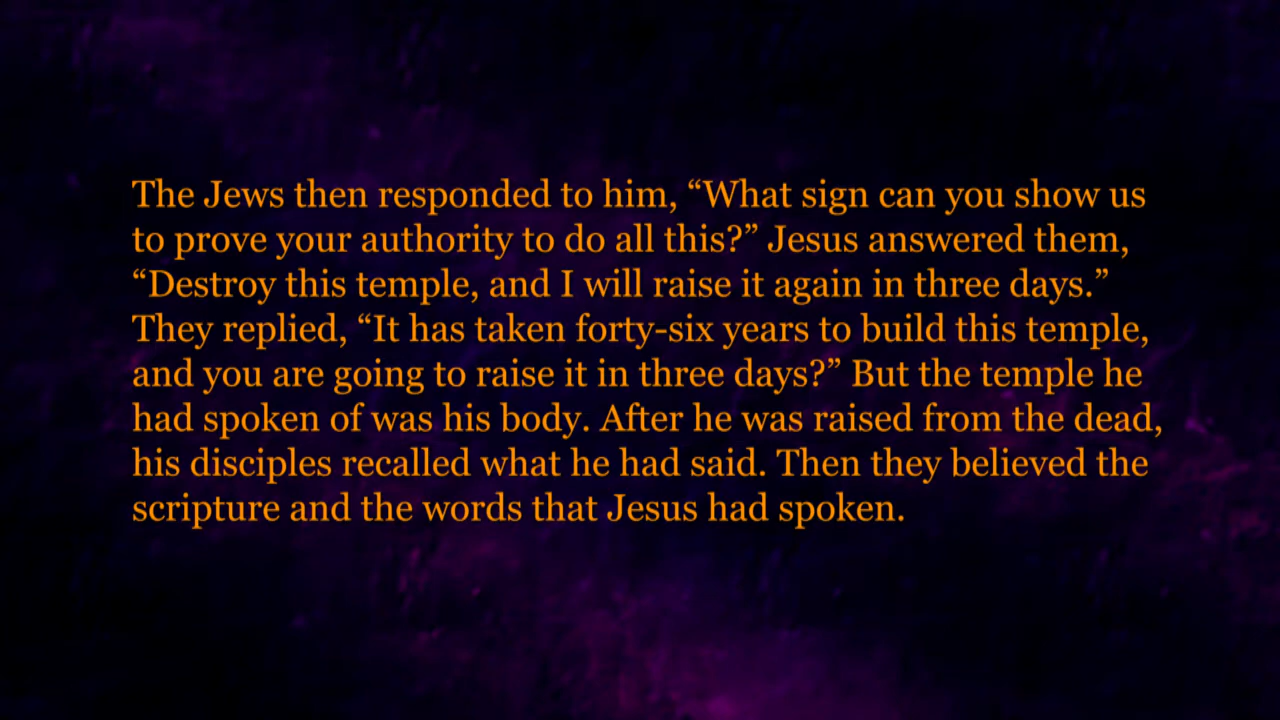 The Jews then responded to him, “What sign can you show us
to prove your authority to do all this?” Jesus answered them,
“Destroy this temple, and I will raise it again in three days.”
They replied, “It has taken forty-six years to build this temple,
and you are going to raise it in three days?” But the temple he
had spoken of was his body. After he was raised from the dead,
his disciples recalled what he had said. Then they believed the
scripture and the words that Jesus had spoken.